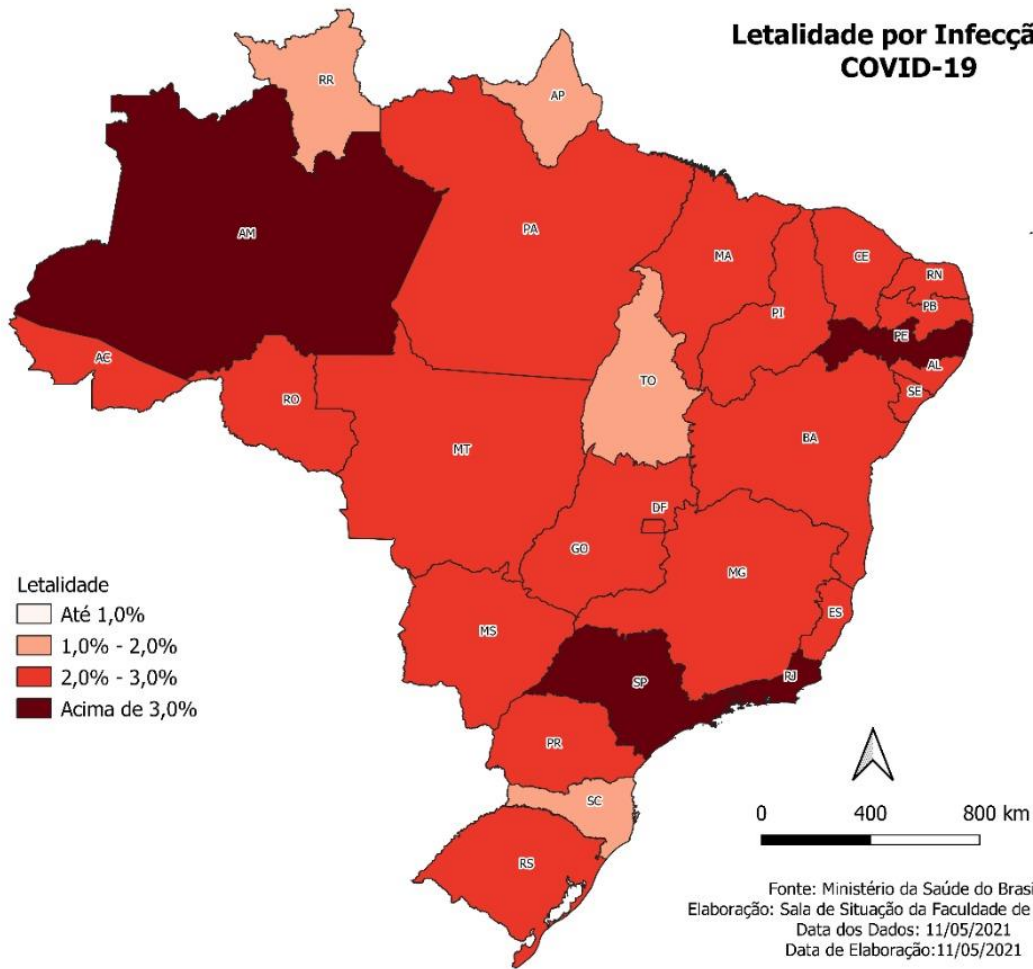 Letalidade por Infecçã
COVID-19
RR
AP
AM
PA
MA
CE
RN
PB
PI
PE
AC
TO
AL
SE
RO
BA
MT
DF
GO
MG
ES
MS
SP
RJ
PR
SC
RS
Letalidade
Até 1,0%
1,0% - 2,0%
2,0% - 3,0%
Acima de 3,0%
0 400 800 km
Fonte: Ministério da Saúde do Brasi
Elaboração: Sala de Situação da Faculdade de
Data dos Dados: 11/05/2021
Data de Elaboração:11/05/2021